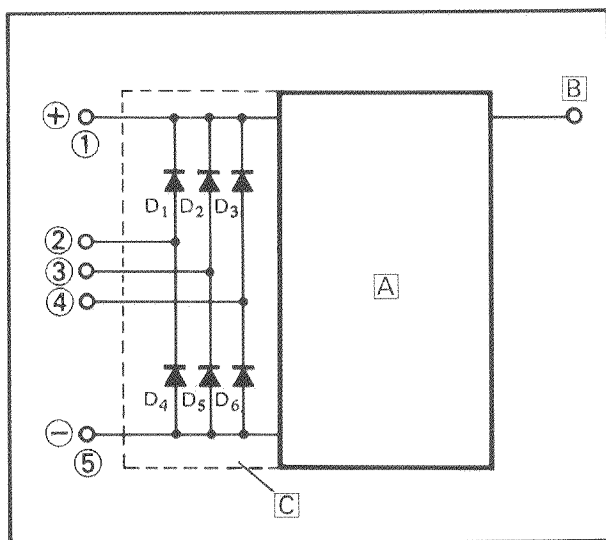 B
+
①
D₁ D₂ D₃
②
③
④
A
D₄ D₅ D₆
−
⑤
C